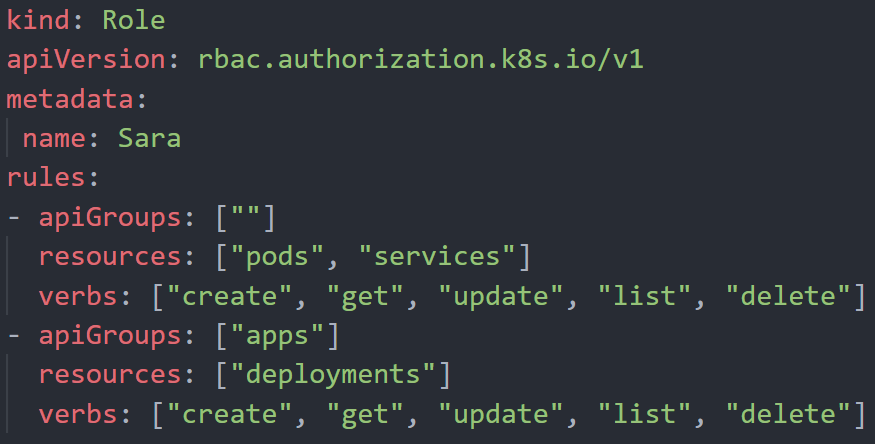 kind: Role
apiVersion: rbac.authorization.k8s.io/v1
metadata:
 name: Sara
rules:
- apiGroups: [""]
  resources: ["pods", "services"]
  verbs: ["create", "get", "update", "list", "delete"]
- apiGroups: ["apps"]
  resources: ["deployments"]
  verbs: ["create", "get", "update", "list", "delete"]